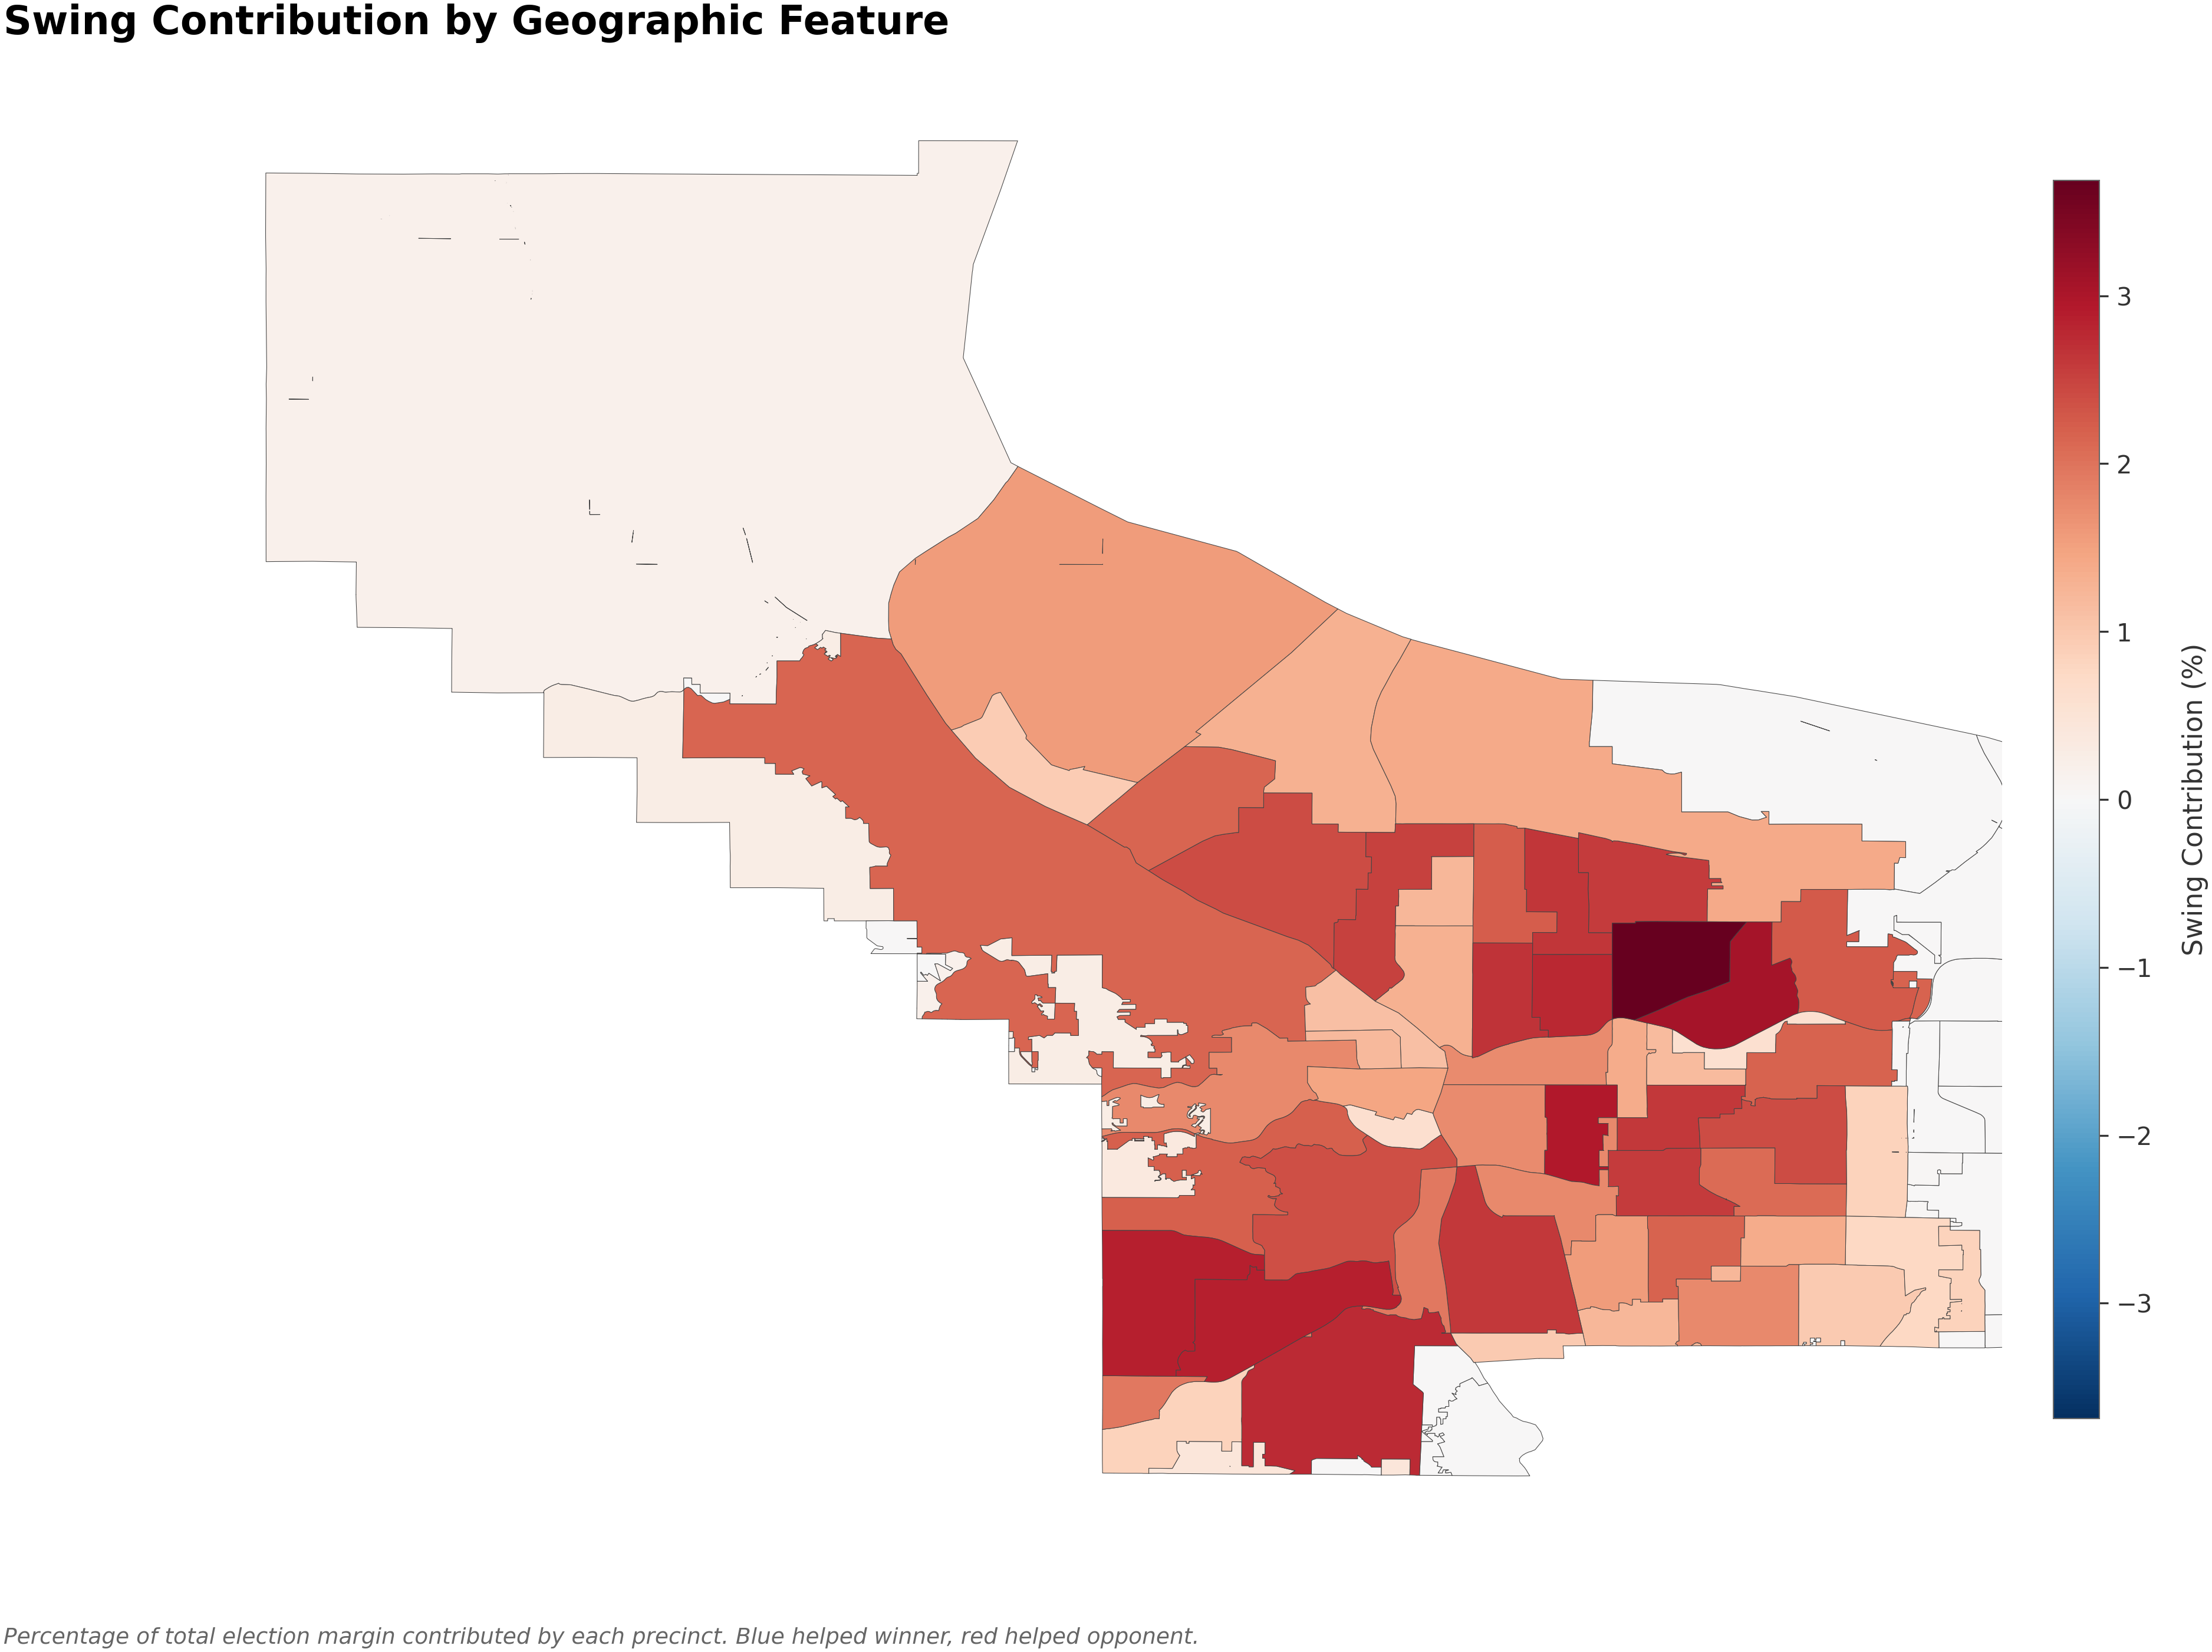 Swing Contribution by Geographic Feature
3
2
1
0
−1
−2
−3
Swing Contribution (%)
Percentage of total election margin contributed by each precinct. Blue helped winner, red helped opponent.